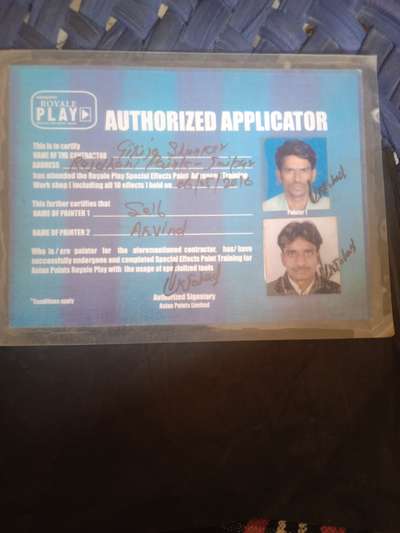 ROYALE
PLAY
AUTHORIZED APPLICATOR
This is to certify
NAME OF THE CONTRACTOR Girija Shanker
ADDRESS
has attended the Royale Play Special Effects Paint Advance Training
Work shop ( including all 10 effects ) held on
This further certifies that
NAME OF PAINTER 1 Self
NAME OF PAINTER 2 Arvind
Painter 1
Who is / are painter for the aforementioned contractor, has/ have
successfully undergone and completed Special Effects Paint Training for
Asian Paints Royale Play with the usage of specialized tools
*Conditions apply
Authorized Signatory
Asian Paints Limited